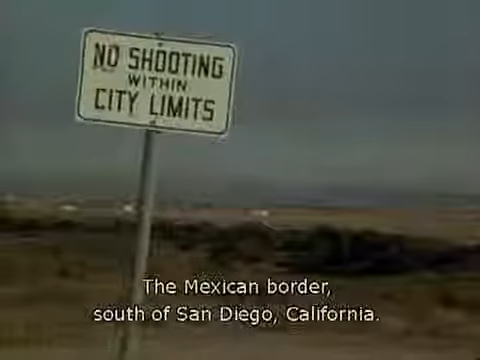 NO SHOOTING
WITHIN
CITY LIMITS
The Mexican border,
south of San Diego, California.